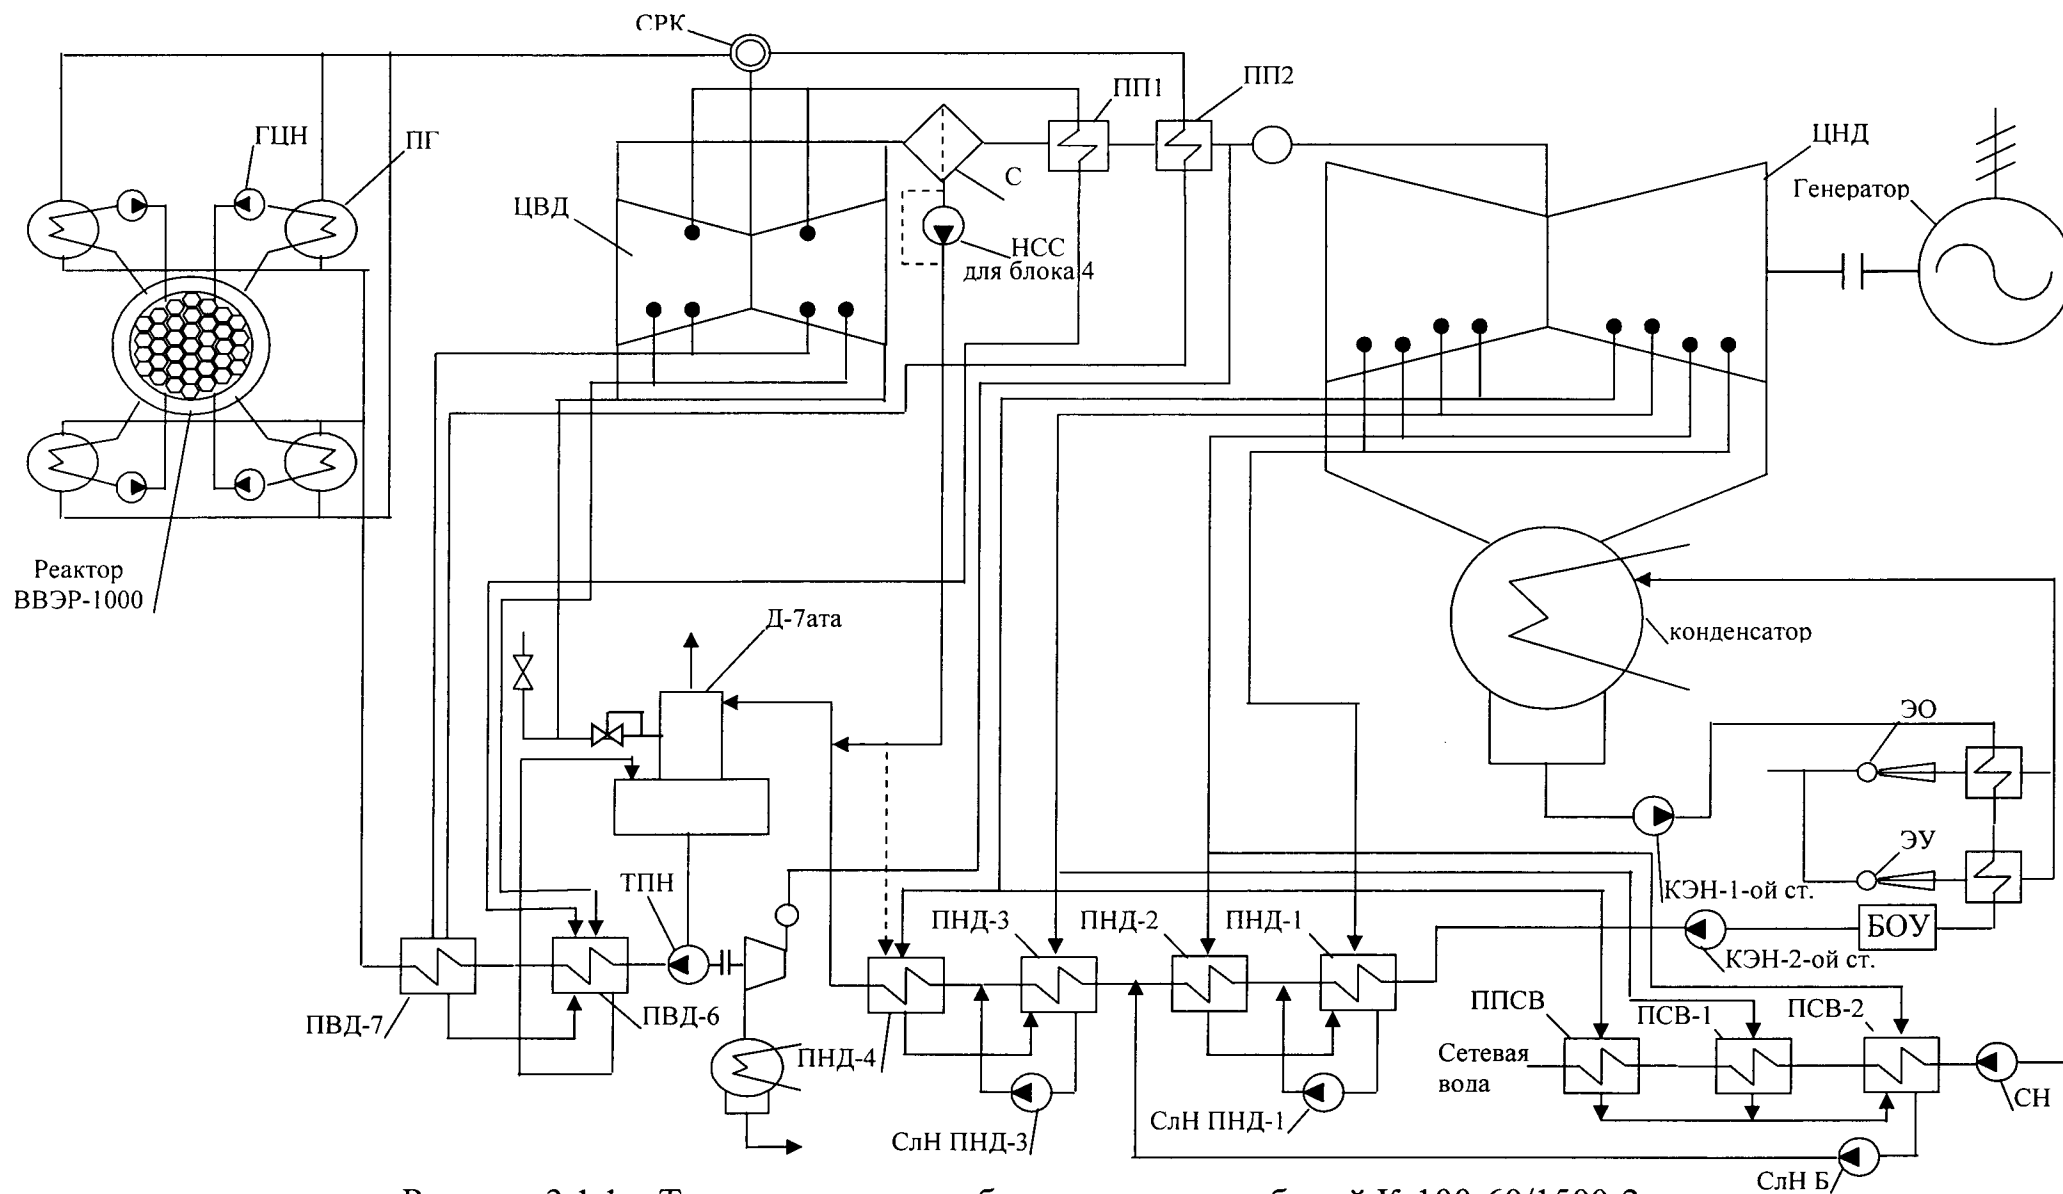 СРК
ПП1
ПП2
ГЦН
ПГ
ЦНД
С
Генератор
ЦВД
НСС
для блока 4
Реактор
ВВЭР-1000
Д-7ата
конденсатор
ЭО
ЭУ
ТПН
КЭН-1-ой ст.
ПНД-3
ПНД-2
ПНД-1
БОУ
КЭН-2-ой ст.
ПВД-7
ПВД-6
ППСВ
ПСВ-1
ПСВ-2
ПНД-4
Сетевая
вода
СН
СлН ПНД-3
СлН ПНД-1
СлН Б